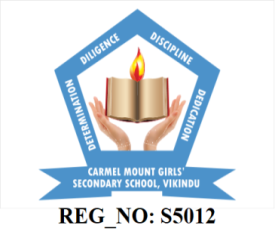 DETERMINATION
DILIGENCE
DISCIPLINE
DEDICATION
CARMEL MOUNT GIRLS'
SECONDARY SCHOOL, VIKINDU
REG_NO: S5012